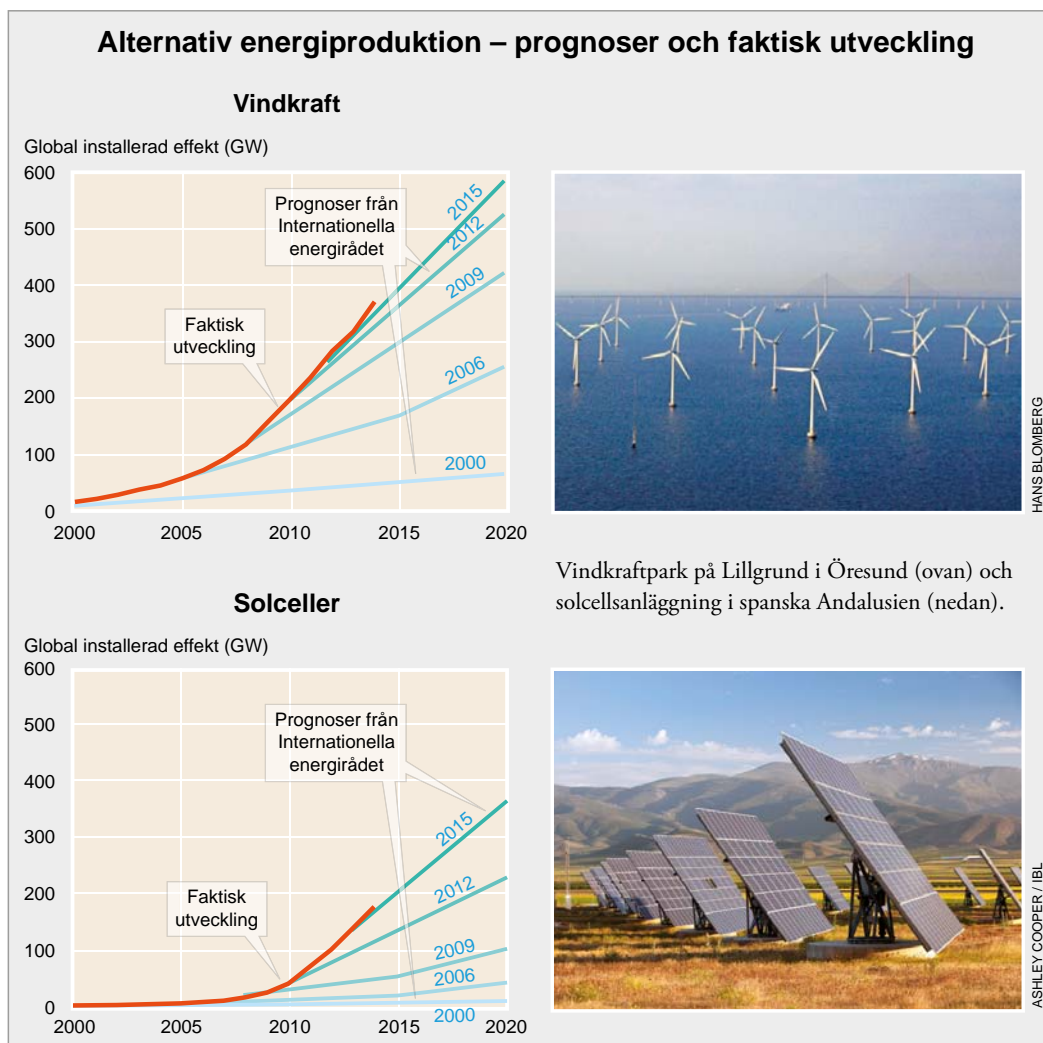 Alternativ energiproduktion – prognoser och faktisk utveckling
Vindkraft
Global installerad effekt (GW)
600
500
400
300
200
100
0
2000
2005
2010
2015
2020
Prognoser från
Internationella
energirådet
Faktisk
utveckling
2015
2012
2009
2006
2000
HANS BLOMBERG
Vindkraftpark på Lillgrund i Öresund (ovan) och
solcellsanläggning i spanska Andalusien (nedan).
Solceller
Global installerad effekt (GW)
600
500
400
300
200
100
0
2000
2005
2010
2015
2020
Prognoser från
Internationella
energirådet
Faktisk
utveckling
2015
2012
2009
2006
2000
ASHLEY COOPER / IBL